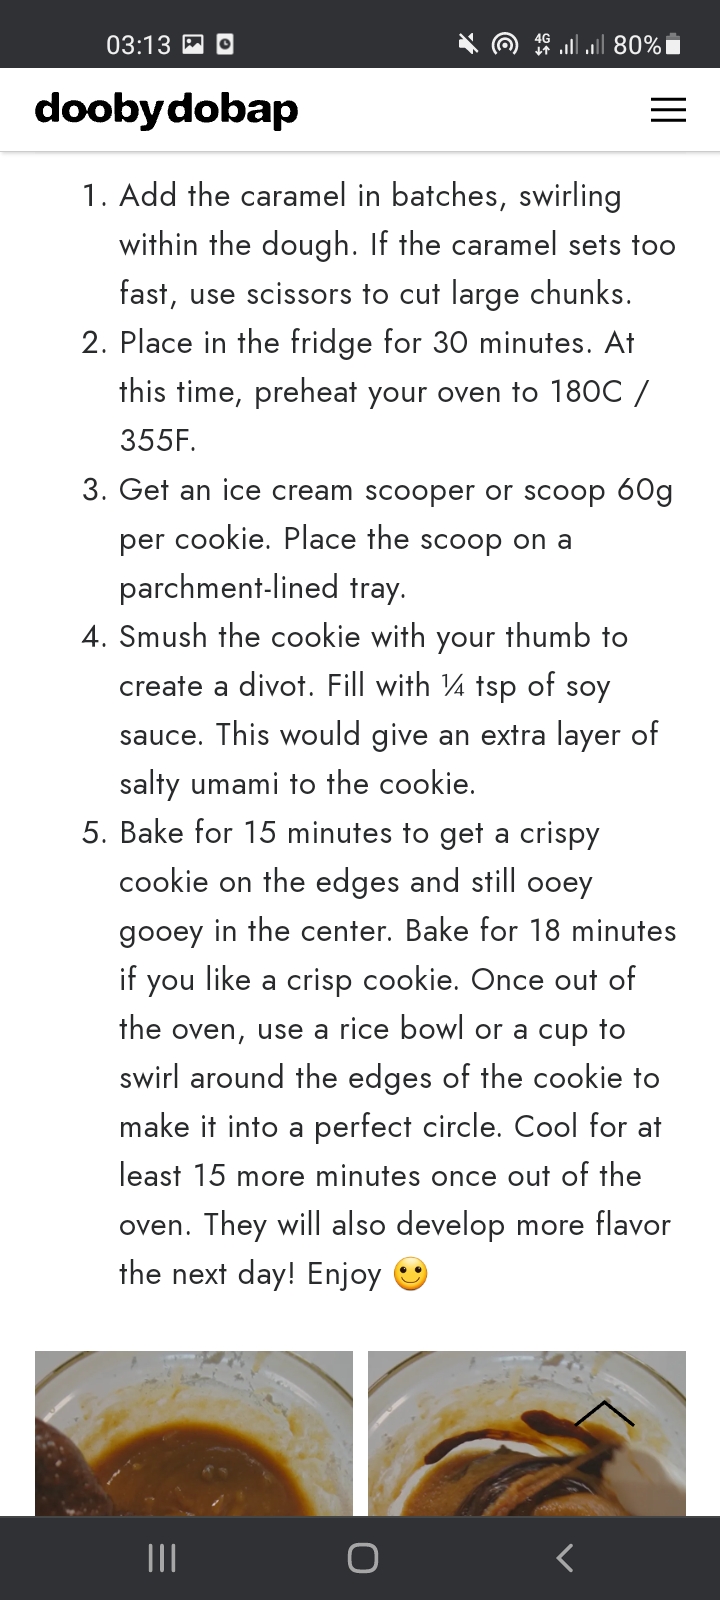 03:13 4G 80%
doobydobap
1. Add the caramel in batches, swirling
within the dough. If the caramel sets too
fast, use scissors to cut large chunks.
2. Place in the fridge for 30 minutes. At
this time, preheat your oven to 180C /
355F.
3. Get an ice cream scooper or scoop 60g
per cookie. Place the scoop on a
parchment-lined tray.
4. Smush the cookie with your thumb to
create a divot. Fill with ¼ tsp of soy
sauce. This would give an extra layer of
salty umami to the cookie.
5. Bake for 15 minutes to get a crispy
cookie on the edges and still ooey
gooey in the center. Bake for 18 minutes
if you like a crisp cookie. Once out of
the oven, use a rice bowl or a cup to
swirl around the edges of the cookie to
make it into a perfect circle. Cool for at
least 15 more minutes once out of the
oven. They will also develop more flavor
the next day! Enjoy 🙂